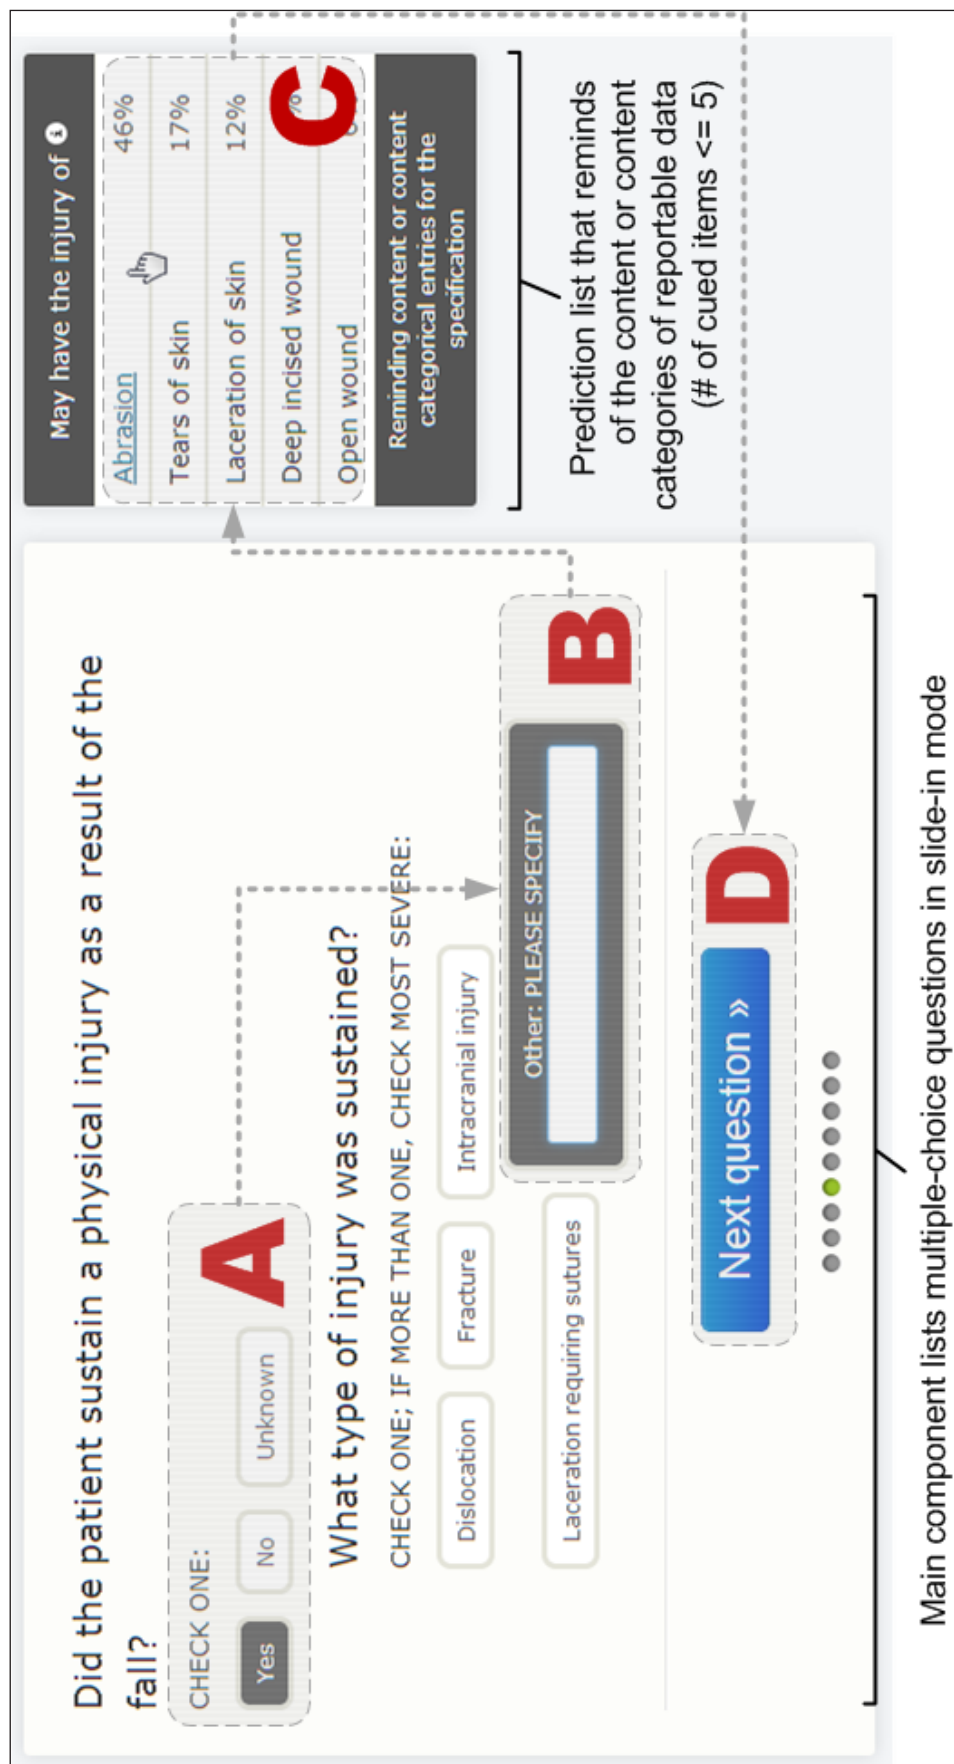 Did the patient sustain a physical injury as a result of the
fall?
CHECK ONE:
Yes
No
Unknown
A
What type of injury was sustained?
CHECK ONE; IF MORE THAN ONE, CHECK MOST SEVERE:
Dislocation
Fracture
Intracranial injury
Laceration requiring sutures
Other: PLEASE SPECIFY
B
Next question »
D
Main component lists multiple-choice questions in slide-in mode
May have the injury of
Abrasion 46%
Tears of skin 17%
Laceration of skin 12%
Deep incised wound %
Open wound
C
Reminding content or content
categorical entries for the
specification
Prediction list that reminds
of the content or content
categories of reportable data
(# of cued items <= 5)